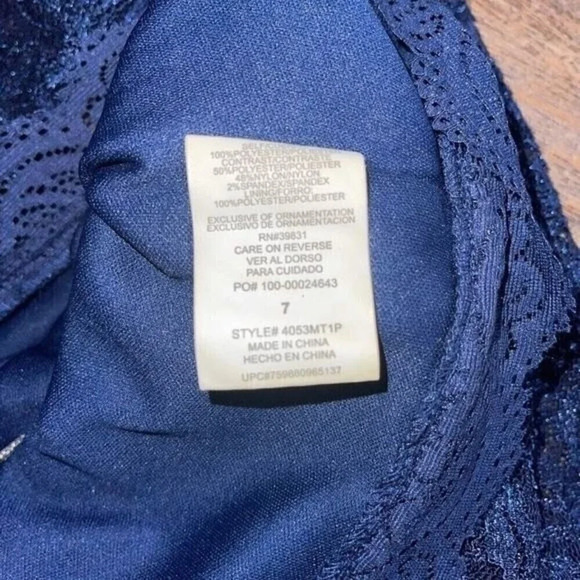 SELF/
100%POLYESTER/POLIESTER
CONTRAST/CONTRASTE
50%POLYESTER/POLIESTER
48%NYLON/NYLON
2%SPANDEX/SPANDEX
LINING/FORRO:
100%POLYESTER/POLIESTER
EXCLUSIVE OF ORNAMENTATION
EXCLUSIVO DE ORNAMENTACION
RN#39831
CARE ON REVERSE
VER AL DORSO
PARA CUIDADO
PO# 100-00024643
7
STYLE# 4053MT1P
MADE IN CHINA
HECHO EN CHINA
UPC#759880965137